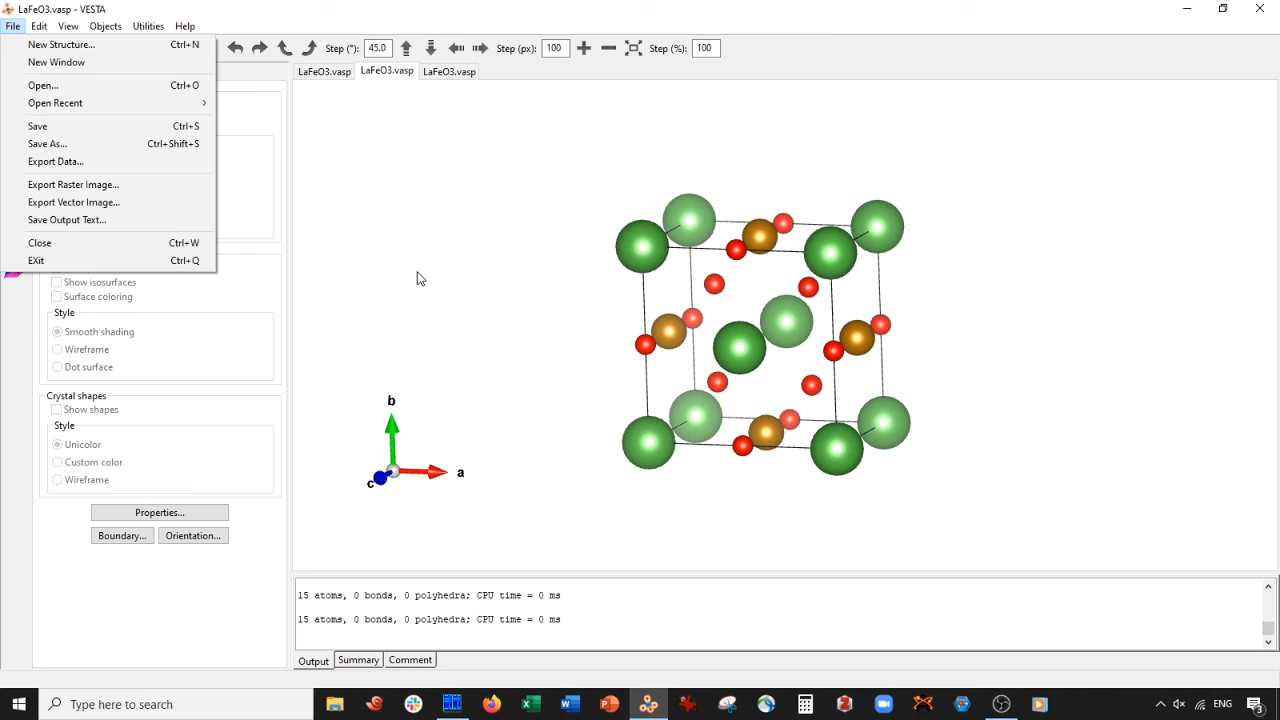 LaFeO3.vasp - VESTA
File Edit View Objects Utilities Help
New Structure... Ctrl+N
New Window
Open... Ctrl+O
Open Recent
Save Ctrl+S
Save As... Ctrl+Shift+S
Export Data...
Export Raster Image...
Export Vector Image...
Save Output Text...
Close Ctrl+W
EXit Ctrl+Q
Step (°): 45.0 Step (px): 100 Step (%): 100
LaFeO3.vasp LaFeO3.vasp LaFeO3.vasp
Show isosurfaces
Surface coloring
Style
Smooth shading
Wireframe
Dot surface
Crystal shapes
Show shapes
Style
Unicolor
Custom color
Wireframe
Properties...
Boundary... Orientation...
b
a
c
15 atoms, 0 bonds, 0 polyhedra; CPU time = 0 ms
15 atoms, 0 bonds, 0 polyhedra; CPU time = 0 ms
Output Summary Comment
Type here to search
ENG
3